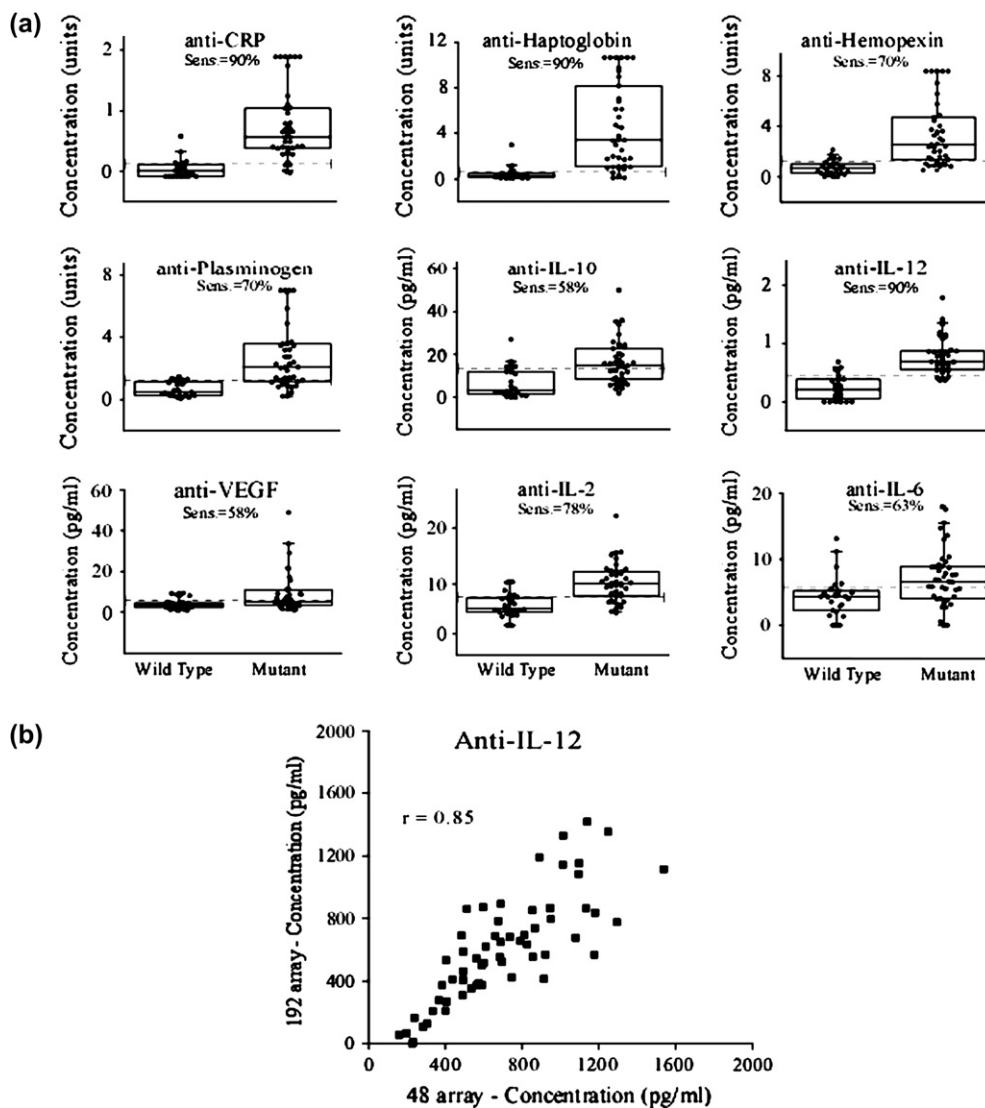 (a)
anti-CRP
Sens.=90%
Concentration (units)
2
1
0
anti-Haptoglobin
Sens.=90%
Concentration (units)
12
8
4
0
anti-Hemopexin
Sens.=70%
Concentration (units)
8
4
0
anti-Plasminogen
Sens.=70%
Concentration (units)
8
4
0
anti-IL-10
Sens.=58%
Concentration (pg/ml)
60
40
20
0
anti-IL-12
Sens.=90%
Concentration (pg/ml)
2
1
0
anti-VEGF
Sens.=58%
Concentration (pg/ml)
60
40
20
0
Wild Type Mutant
anti-IL-2
Sens.=78%
Concentration (pg/ml)
20
10
0
Wild Type Mutant
anti-IL-6
Sens.=63%
Concentration (pg/ml)
20
10
0
Wild Type Mutant
(b)
Anti-IL-12
r = 0.85
192 array - Concentration (pg/ml)
2000
1600
1200
800
400
0
0 400 800 1200 1600 2000
48 array - Concentration (pg/ml)